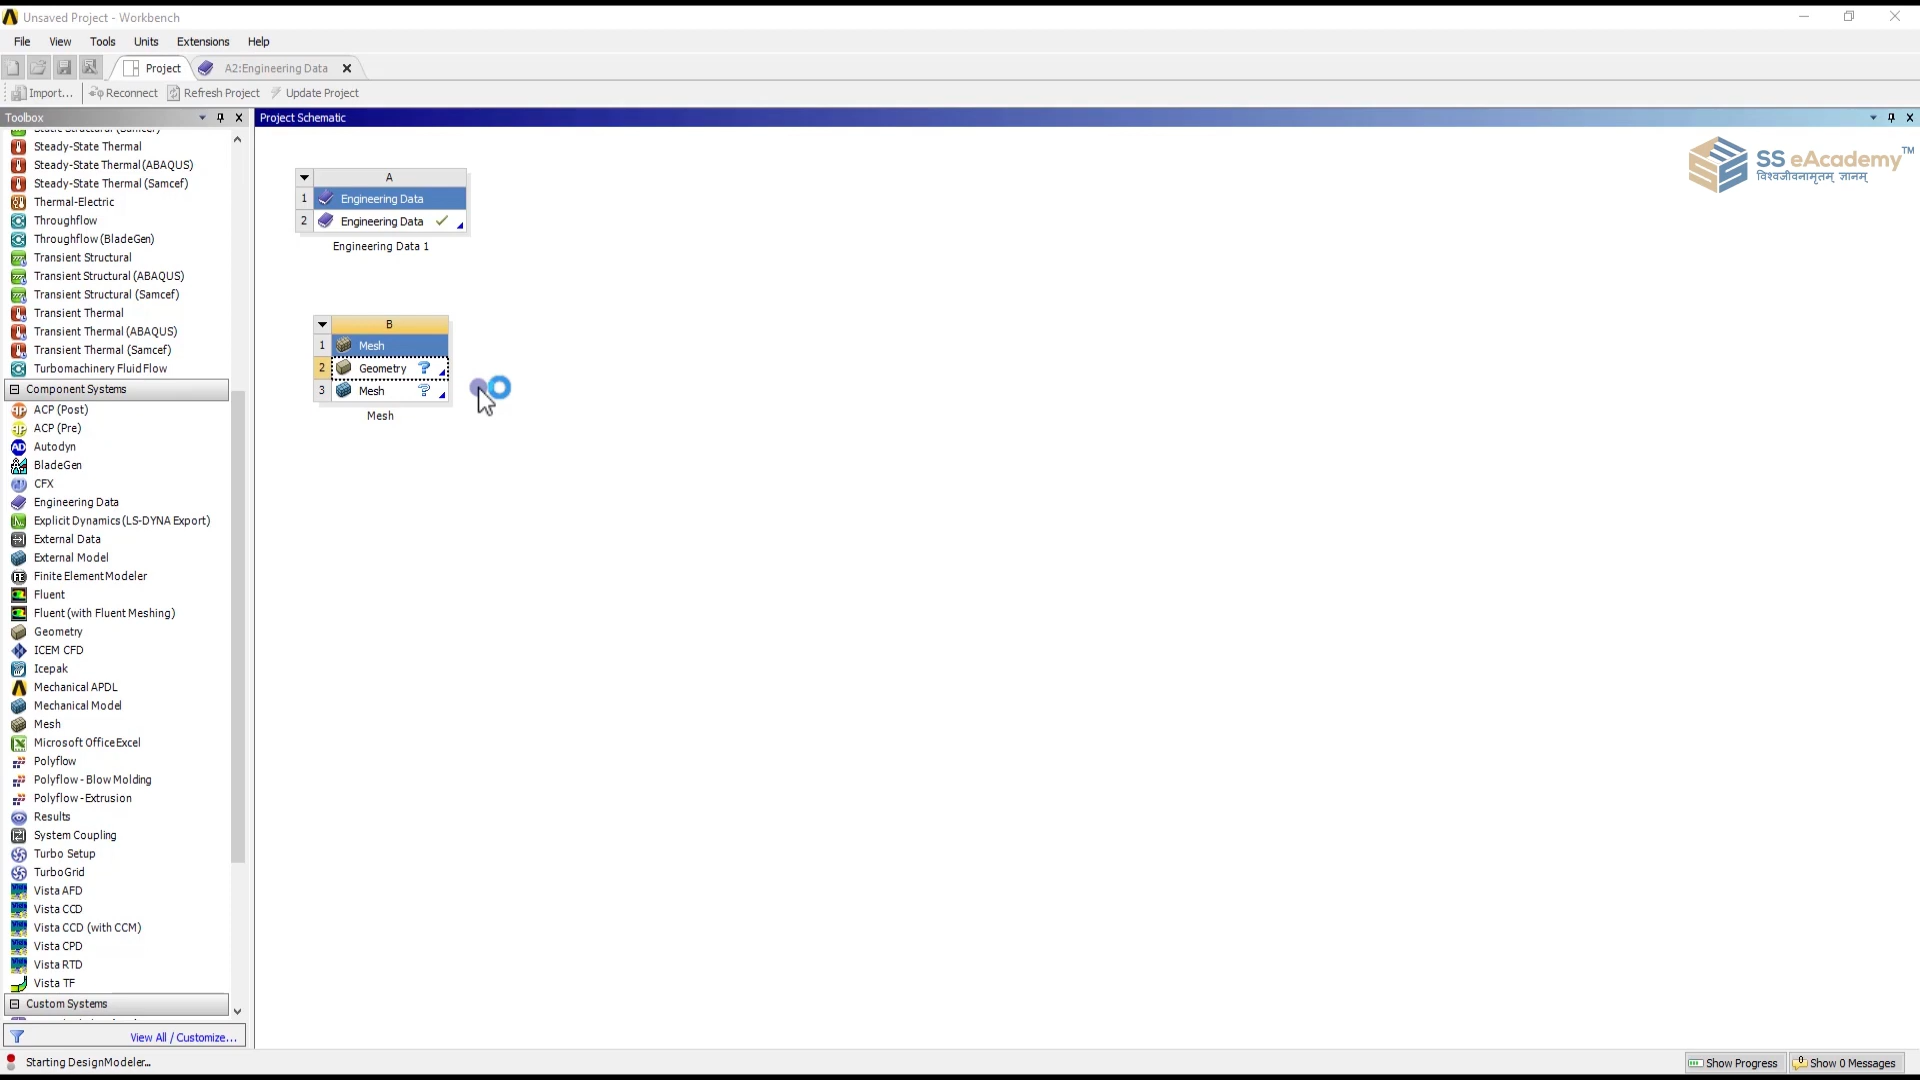 Unsaved Project - Workbench
File View Tools Units Extensions Help
Project A2:Engineering Data
Import... Reconnect Refresh Project Update Project
Toolbox
Project Schematic
Static Structural (Samcef)
Steady-State Thermal
Steady-State Thermal (ABAQUS)
Steady-State Thermal (Samcef)
Thermal-Electric
Throughflow
Throughflow (BladeGen)
Transient Structural
Transient Structural (ABAQUS)
Transient Structural (Samcef)
Transient Thermal
Transient Thermal (ABAQUS)
Transient Thermal (Samcef)
Turbomachinery Fluid Flow
Component Systems
ACP (Post)
ACP (Pre)
Autodyn
BladeGen
CFX
Engineering Data
Explicit Dynamics (LS-DYNA Export)
External Data
External Model
Finite Element Modeler
Fluent
Fluent (with Fluent Meshing)
Geometry
ICEM CFD
Icepak
Mechanical APDL
Mechanical Model
Mesh
Microsoft Office Excel
Polyflow
Polyflow - Blow Molding
Polyflow - Extrusion
Results
System Coupling
Turbo Setup
TurboGrid
Vista AFD
Vista CCD
Vista CCD (with CCM)
Vista CPD
Vista RTD
Vista TF
Custom Systems
View All / Customize...
A
1 Engineering Data
2 Engineering Data
Engineering Data 1
B
1 Mesh
2 Geometry ?
3 Mesh ?
Mesh
SS eAcademy™
विश्वजीवनामृतम् ज्ञानम्
Starting DesignModeler...
Show Progress Show 0 Messages